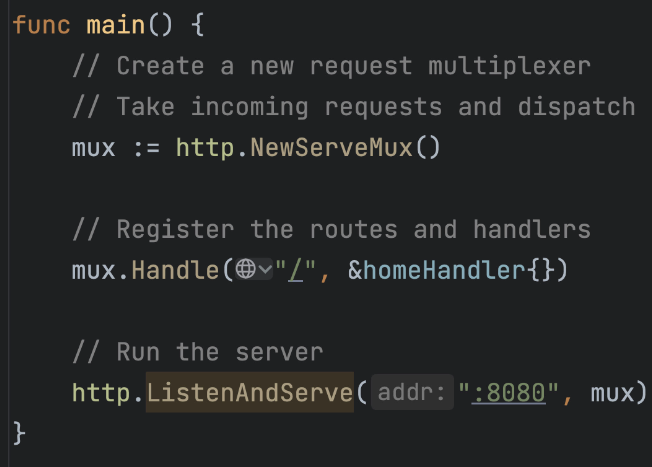 func main() {
// Create a new request multiplexer
// Take incoming requests and dispatch
mux := http.NewServeMux()
// Register the routes and handlers
mux.Handle("/", &homeHandler{})
// Run the server
http.ListenAndServe( addr: ":8080", mux)
}